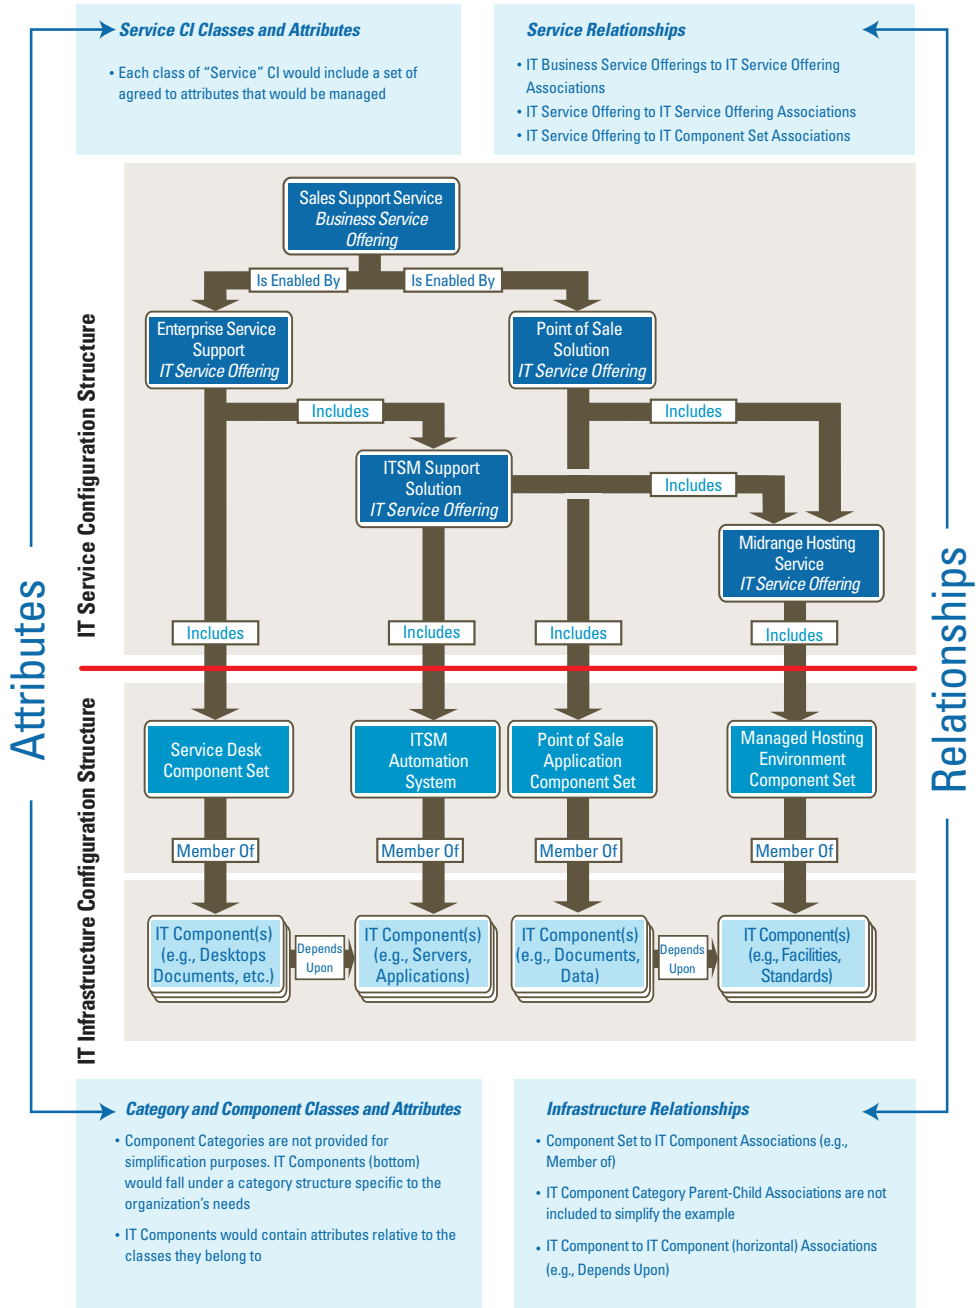 Service CI Classes and Attributes
• Each class of “Service” CI would include a set of
agreed to attributes that would be managed
Service Relationships
• IT Business Service Offerings to IT Service Offering
Associations
• IT Service Offering to IT Service Offering Associations
• IT Service Offering to IT Component Set Associations
Attributes
Relationships
IT Service Configuration Structure
Sales Support Service
Business Service
Offering
Is Enabled By
Is Enabled By
Enterprise Service
Support
IT Service Offering
Point of Sale
Solution
IT Service Offering
Includes
Includes
ITSM Support
Solution
IT Service Offering
Includes
Midrange Hosting
Service
IT Service Offering
Includes
Includes
Includes
Includes
IT Infrastructure Configuration Structure
Service Desk
Component Set
ITSM
Automation
System
Point of Sale
Application
Component Set
Managed Hosting
Environment
Component Set
Member Of
Member Of
Member Of
Member Of
IT Component(s)
(e.g., Desktops
Documents, etc.)
Depends
Upon
IT Component(s)
(e.g., Servers,
Applications)
IT Component(s)
(e.g., Documents,
Data)
Depends
Upon
IT Component(s)
(e.g., Facilities,
Standards)
Category and Component Classes and Attributes
• Component Categories are not provided for
simplification purposes. IT Components (bottom)
would fall under a category structure specific to the
organization’s needs
• IT Components would contain attributes relative to the
classes they belong to
Infrastructure Relationships
• Component Set to IT Component Associations (e.g.,
Member of)
• IT Component Category Parent-Child Associations are not
included to simplify the example
• IT Component to IT Component (horizontal) Associations
(e.g., Depends Upon)